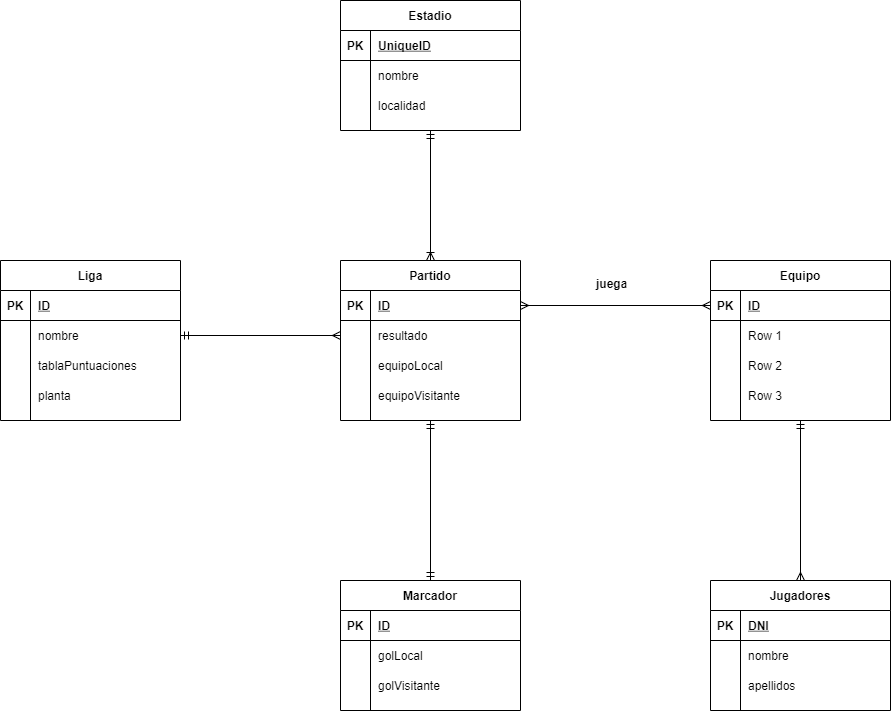 Estadio
PK UniqueID
nombre
localidad
Liga
PK ID
nombre
tablaPuntuaciones
planta
Partido
PK ID
resultado
equipoLocal
equipoVisitante
juega
Equipo
PK ID
Row 1
Row 2
Row 3
Marcador
PK ID
golLocal
golVisitante
Jugadores
PK DNI
nombre
apellidos